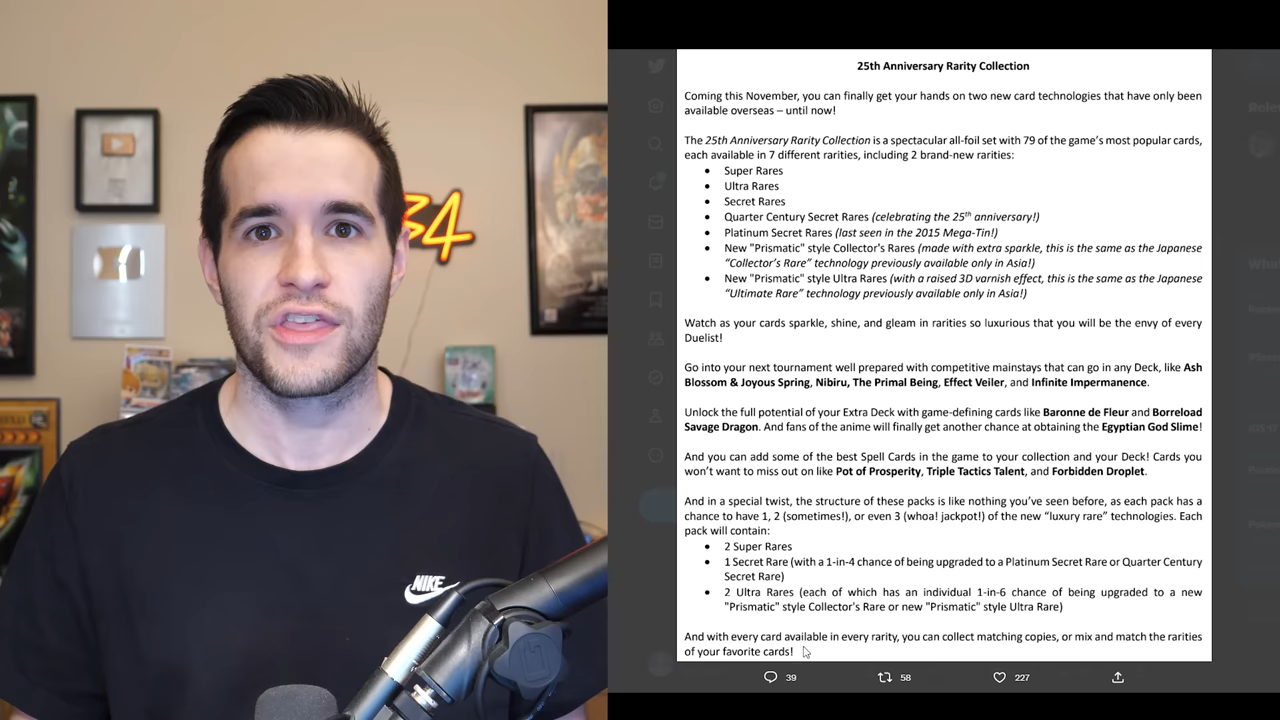 34
NIKE
25th Anniversary Rarity Collection
Coming this November, you can finally get your hands on two new card technologies that have only been
available overseas – until now!
The 25th Anniversary Rarity Collection is a spectacular all-foil set with 79 of the game's most popular cards,
each available in 7 different rarities, including 2 brand-new rarities:
• Super Rares
• Ultra Rares
• Secret Rares
• Quarter Century Secret Rares (celebrating the 25th anniversary!)
• Platinum Secret Rares (last seen in the 2015 Mega-Tin!)
• New "Prismatic" style Collector's Rares (made with extra sparkle, this is the same as the Japanese
“Collector’s Rare” technology previously available only in Asia!)
• New "Prismatic" style Ultra Rares (with a raised 3D varnish effect, this is the same as the Japanese
“Ultimate Rare” technology previously available only in Asia!)
Watch as your cards sparkle, shine, and gleam in rarities so luxurious that you will be the envy of every
Duelist!
Go into your next tournament well prepared with competitive mainstays that can go in any Deck, like Ash
Blossom & Joyous Spring, Nibiru, The Primal Being, Effect Veiler, and Infinite Impermanence.
Unlock the full potential of your Extra Deck with game-defining cards like Baronne de Fleur and Borreload
Savage Dragon. And fans of the anime will finally get another chance at obtaining the Egyptian God Slime!
And you can add some of the best Spell Cards in the game to your collection and your Deck! Cards you
won't want to miss out on like Pot of Prosperity, Triple Tactics Talent, and Forbidden Droplet.
And in a special twist, the structure of these packs is like nothing you've seen before, as each pack has a
chance to have 1, 2 (sometimes!), or even 3 (whoa! jackpot!) of the new “luxury rare” technologies. Each
pack will contain:
• 2 Super Rares
• 1 Secret Rare (with a 1-in-4 chance of being upgraded to a Platinum Secret Rare or Quarter Century
Secret Rare)
• 2 Ultra Rares (each of which has an individual 1-in-6 chance of being upgraded to a new
"Prismatic" style Collector's Rare or new "Prismatic" style Ultra Rare)
And with every card available in every rarity, you can collect matching copies, or mix and match the rarities
of your favorite cards!
39 58 227